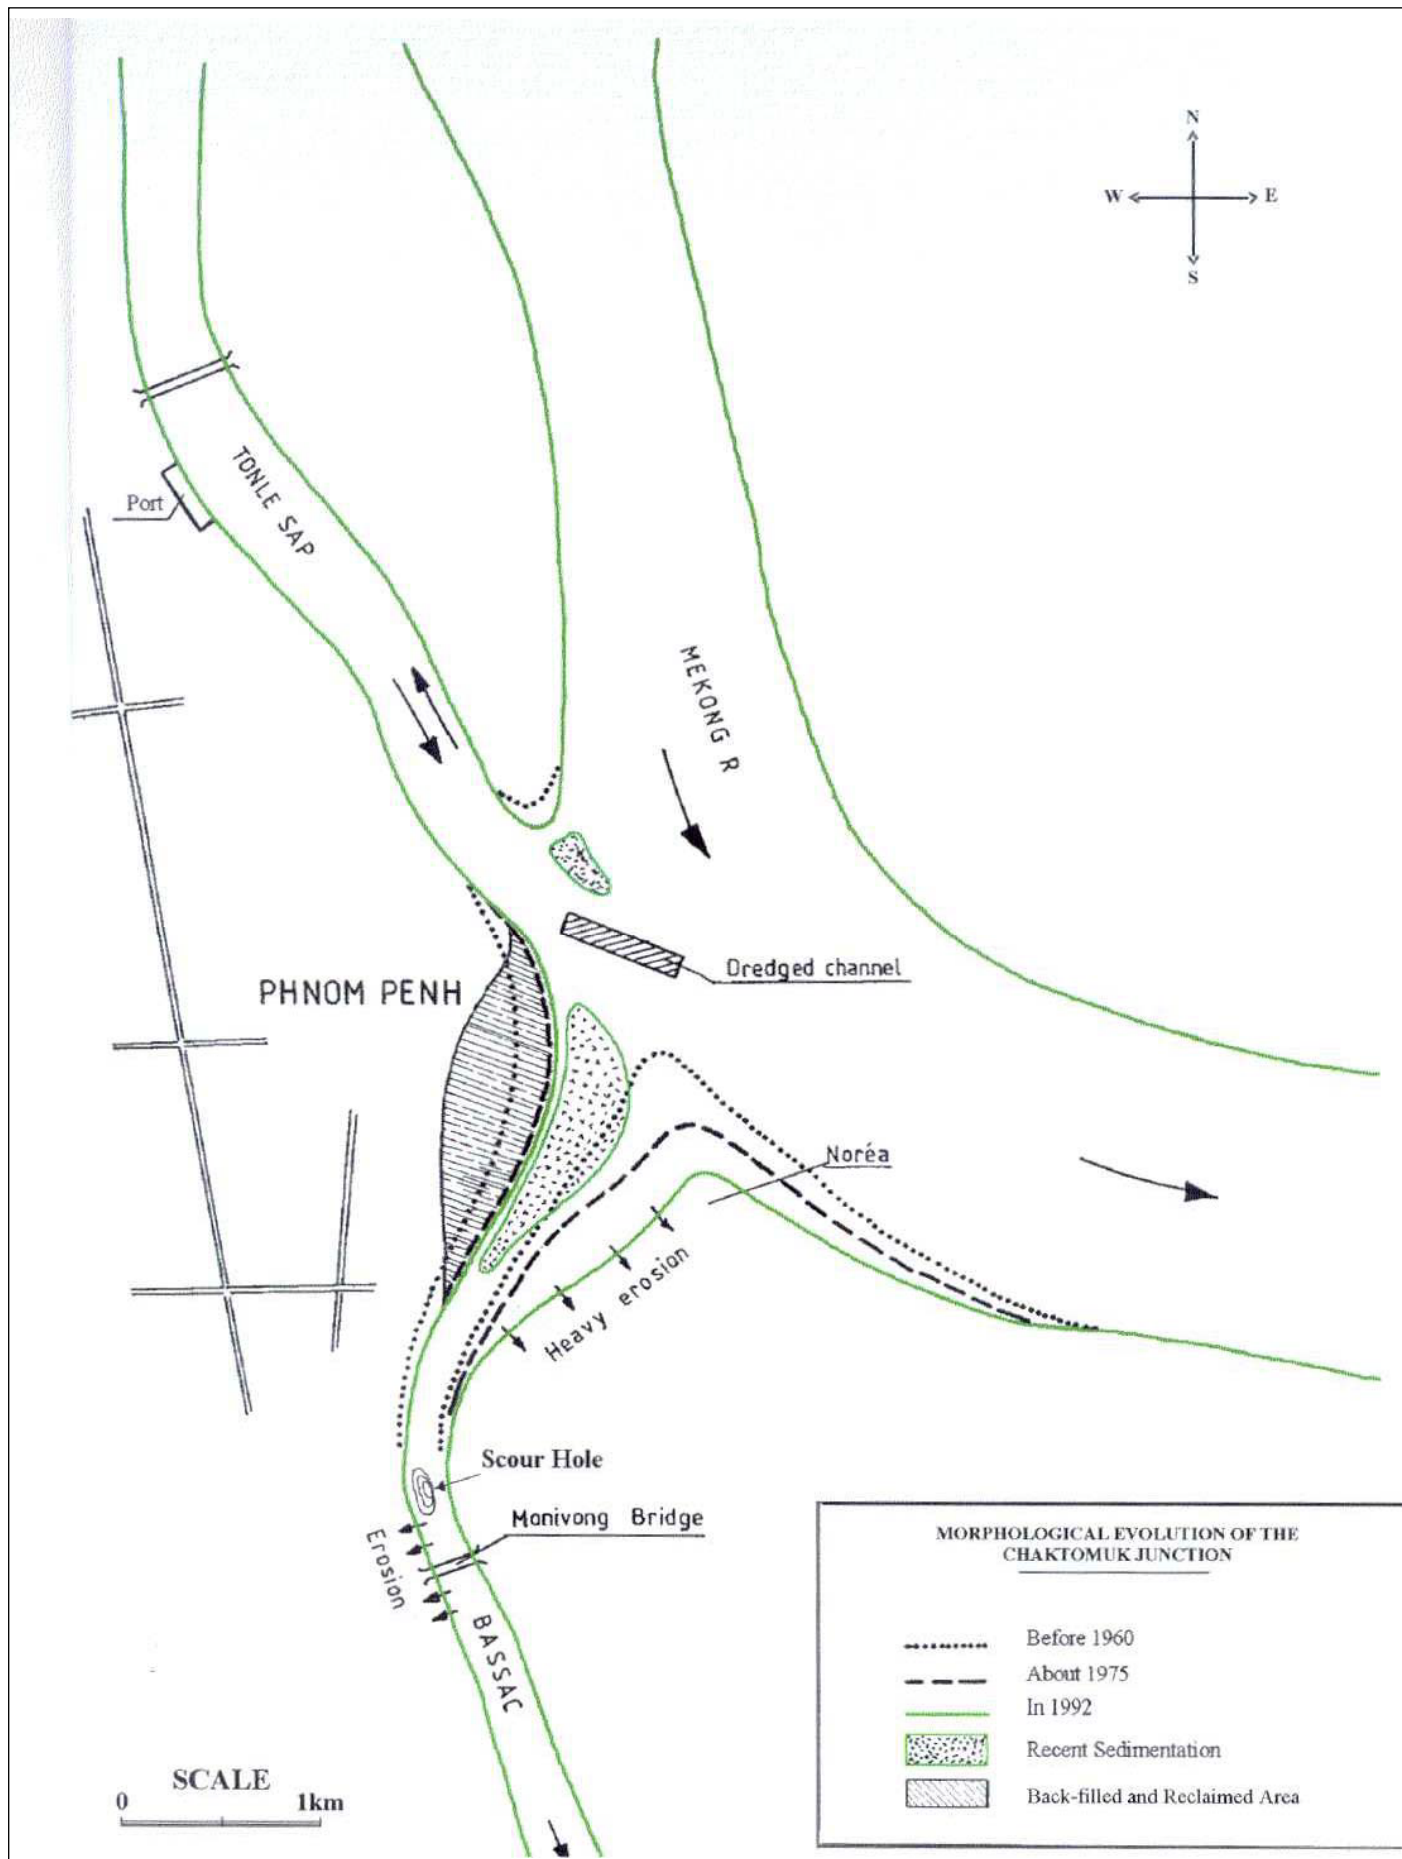 N
W E
S
TONLE SAP
Port
MEKONG R
Dredged channel
PHNOM PENH
Noréa
Heavy erosion
Scour Hole
Monivong Bridge
Erosion
BASSAC
SCALE
0 1km
MORPHOLOGICAL EVOLUTION OF THE
CHAKTOMUK JUNCTION
Before 1960
About 1975
In 1992
Recent Sedimentation
Back-filled and Reclaimed Area